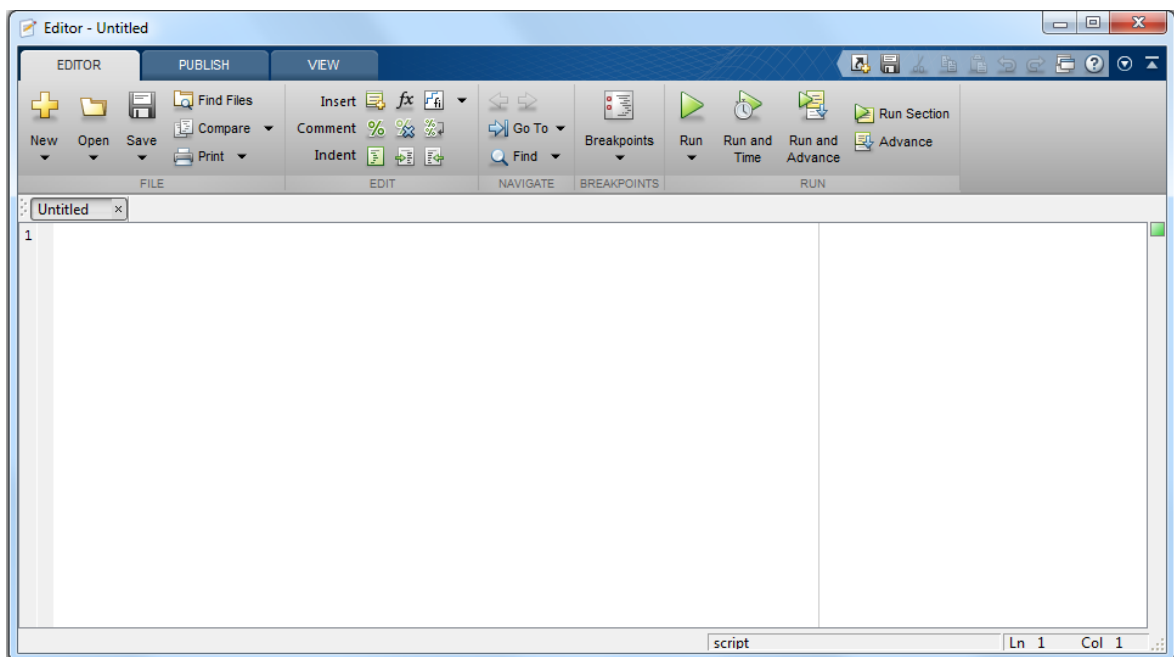 Editor - Untitled
EDITOR PUBLISH VIEW
New
Open
Save
Find Files
Compare
Print
FILE
Insert fx
Comment
Indent
EDIT
Go To
Find
NAVIGATE
Breakpoints
BREAKPOINTS
Run
Run and
Time
Run and
Advance
Run Section
Advance
RUN
Untitled
1
script
Ln 1 Col 1